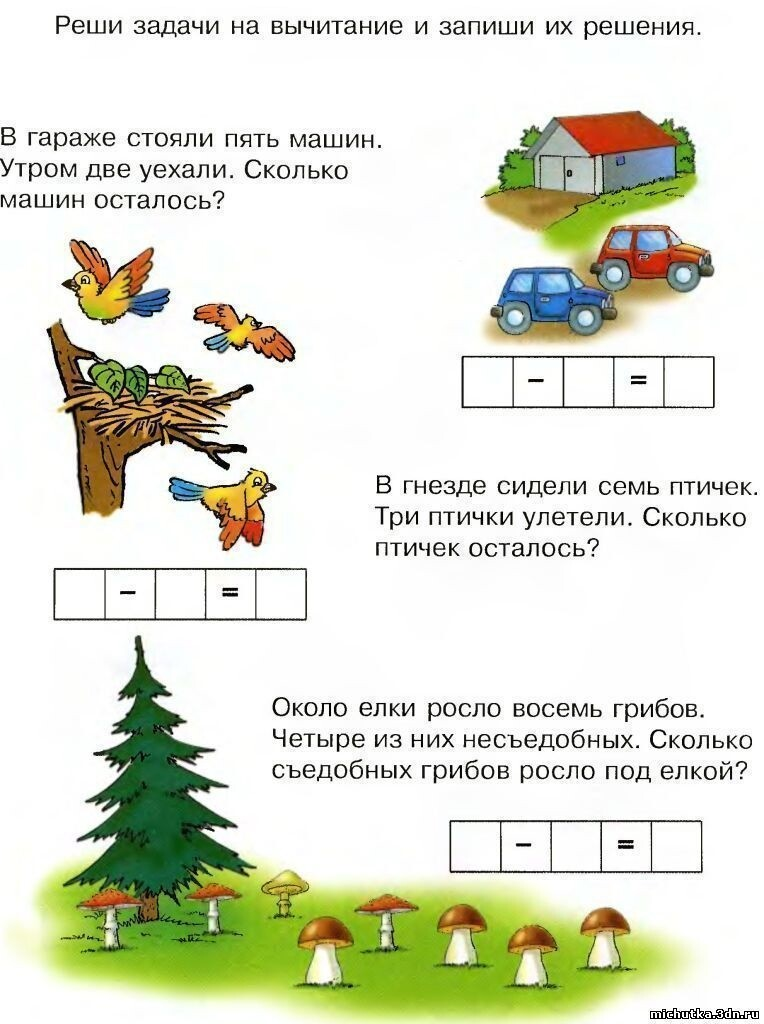 Реши задачи на вычитание и запиши их решения.
В гараже стояли пять машин.
Утром две уехали. Сколько
машин осталось?
- =
В гнезде сидели семь птичек.
Три птички улетели. Сколько
птичек осталось?
- =
Около елки росло восемь грибов.
Четыре из них несъедобных. Сколько
съедобных грибов росло под елкой?
- =
michutka.3dn.ru